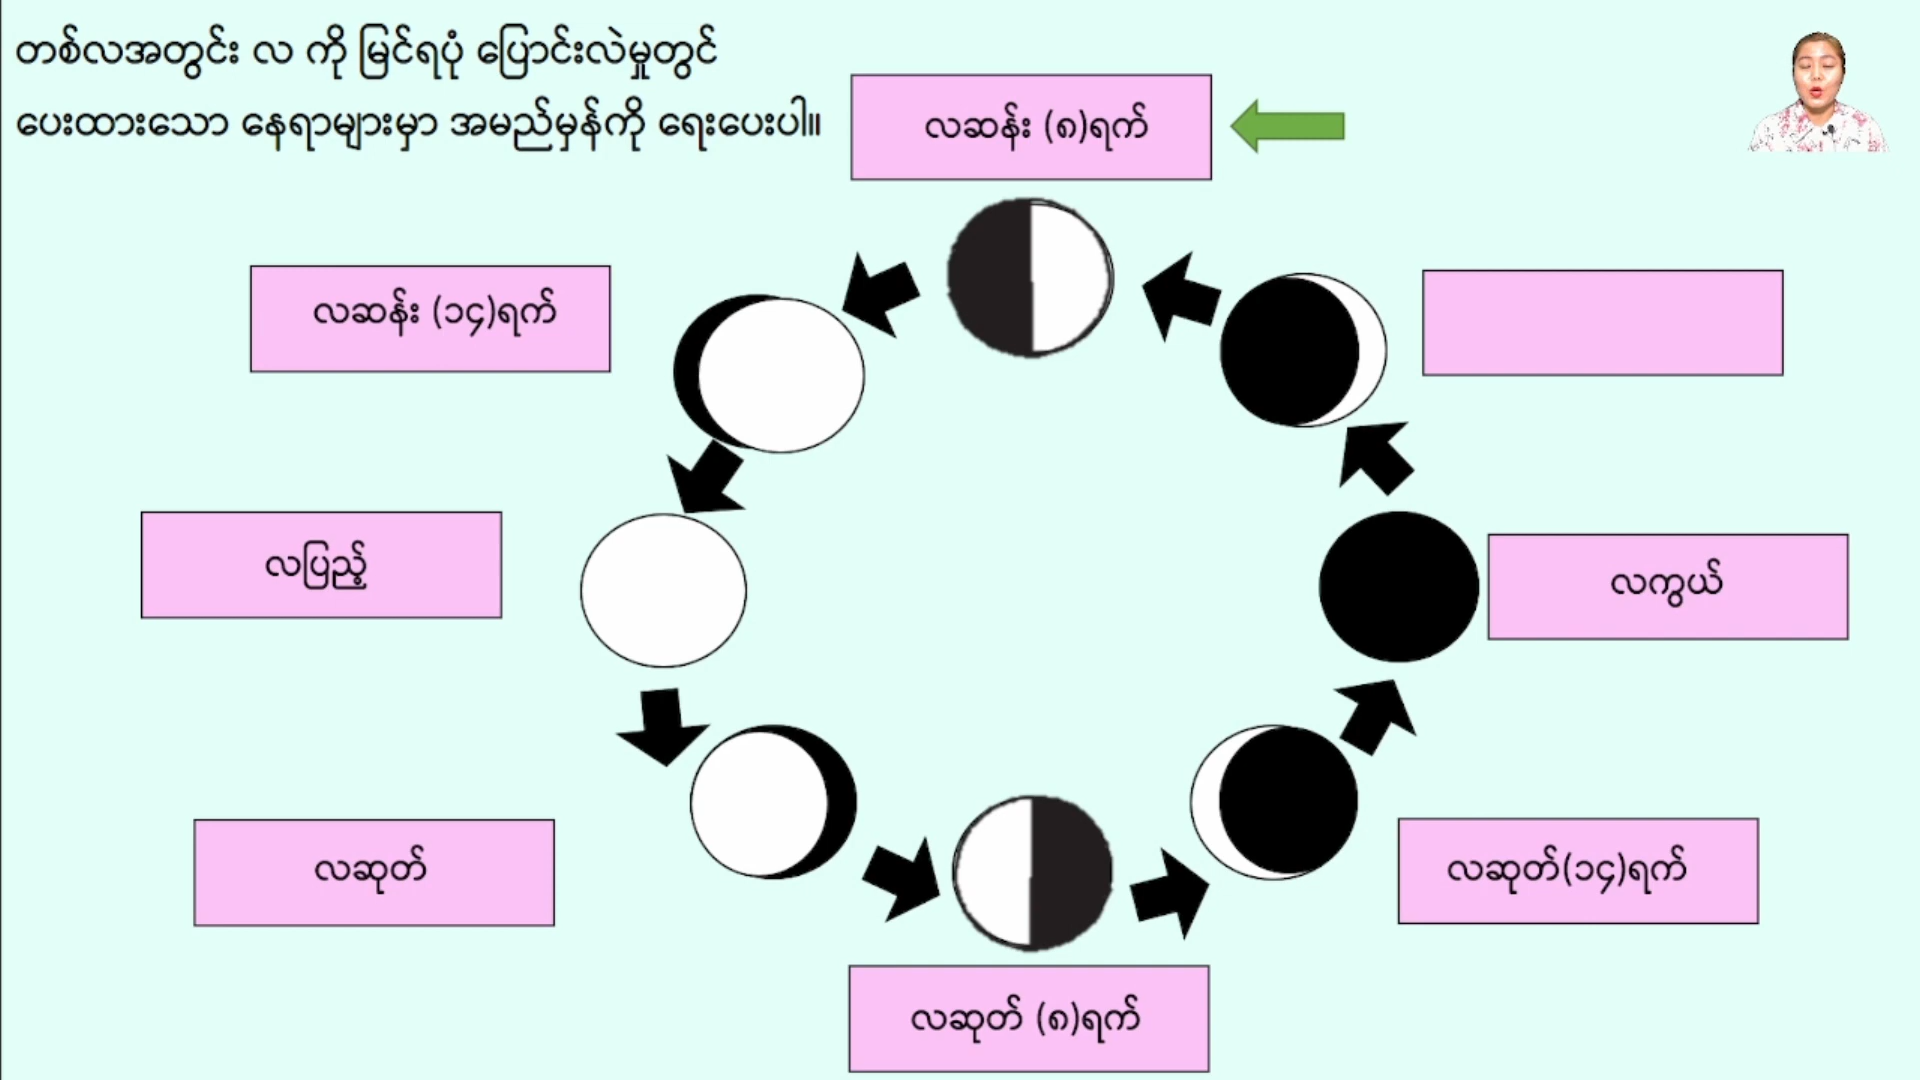 တစ်လအတွင်း လ ကို မြင်ရပုံ ပြောင်းလဲမှုတွင်
ပေးထားသော နေရာများမှာ အမည်မှန်ကို ရေးပေးပါ။
လဆန်း (၈)ရက်
လဆန်း (၁၄)ရက်
လပြည့်
လကွယ်
လဆုတ်
လဆုတ်(၁၄)ရက်
လဆုတ် (၈)ရက်